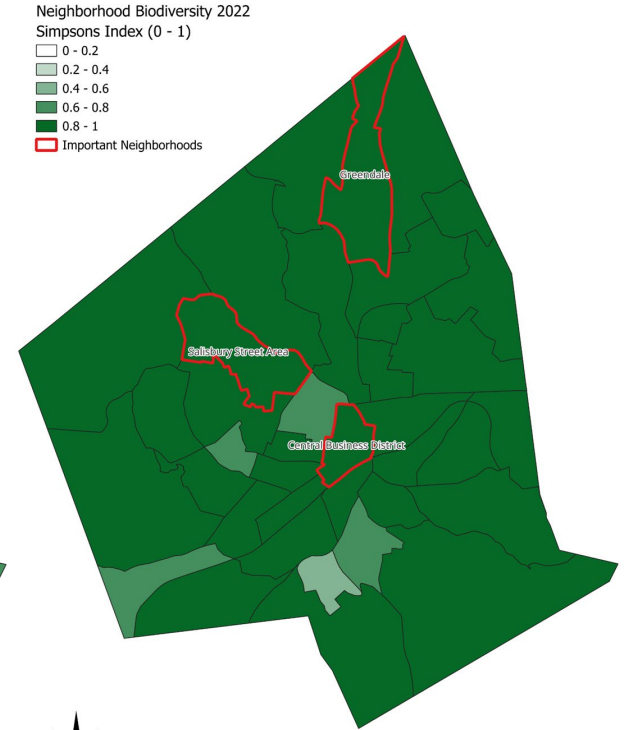 Neighborhood Biodiversity 2022
Simpsons Index (0 - 1)
0 - 0.2
0.2 - 0.4
0.4 - 0.6
0.6 - 0.8
0.8 - 1
Important Neighborhoods
Greendale
Salisbury Street Area
Central Business District